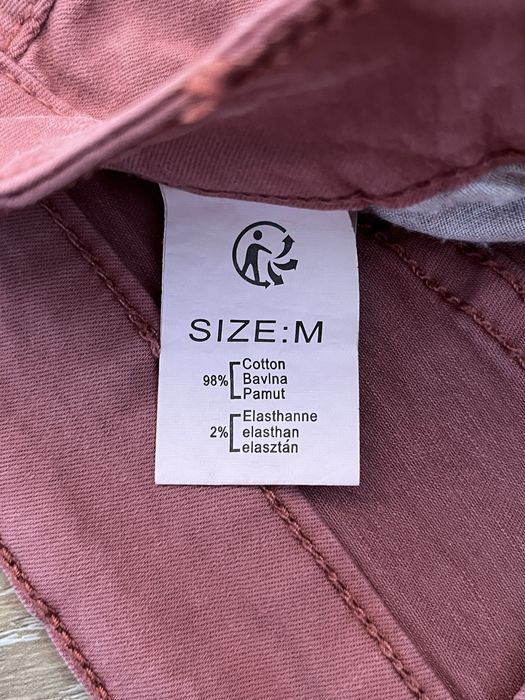 SIZE:M
98% Cotton
Bavlna
Pamut
2% Elasthanne
elasthan
elasztán